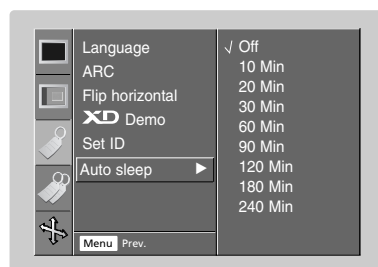 Language
ARC
Flip horizontal
XD Demo
Set ID
Auto sleep
Menu Prev.
√ Off
10 Min
20 Min
30 Min
60 Min
90 Min
120 Min
180 Min
240 Min